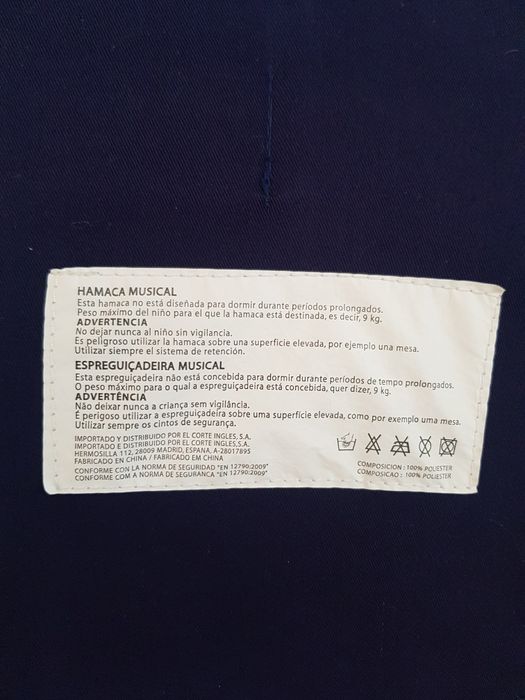 HAMACA MUSICAL
Esta hamaca no está diseñada para dormir durante períodos prolongados.
Peso máximo del niño para el que la hamaca está destinada, es decir, 9 kg.
ADVERTENCIA
No dejar numca al niño sin vigilancia.
Es peligroso utilizar la hamaca sobre una superficie elevada, por ejemplo una mesa.
Utilizar siempre el sistema de retención.
ESPREGUIÇADEIRA MUSICAL
Esta espreguiçadeira não está concebida para dormir durante períodos de tempo prolongados.
O peso máximo para o qual a espreguiçadeira está concebida, quer dizer, 9 kg.
ADVERTÊNCIA
Não deixar nunca a criança sem vigilância.
É perigoso utilizar a espreguiçadeira sobre uma superfície elevada, como por exemplo uma mesa.
Utilizar sempre os cintos de segurança.
IMPORTADO Y DISTRIBUIDO POR EL CORTE INGLES,S.A.
IMPORTADO E DISTRIBUIDO POR EL CORTE INGLES,S.A.
HERMOSILLA 112, 28009 MADRID, ESPANA, A-28017895
FABRICADO EN CHINA / FABRICADO EM CHINA
CONFORME CON LA NORMA DE SEGURIDAD "EN 12790:2009"
CONFORME COM A NORMA DE SEGURANCA "EN 12790:2009"
COMPOSICION : 100% POLIESTER
COMPOSICAO : 100% POLIESTER